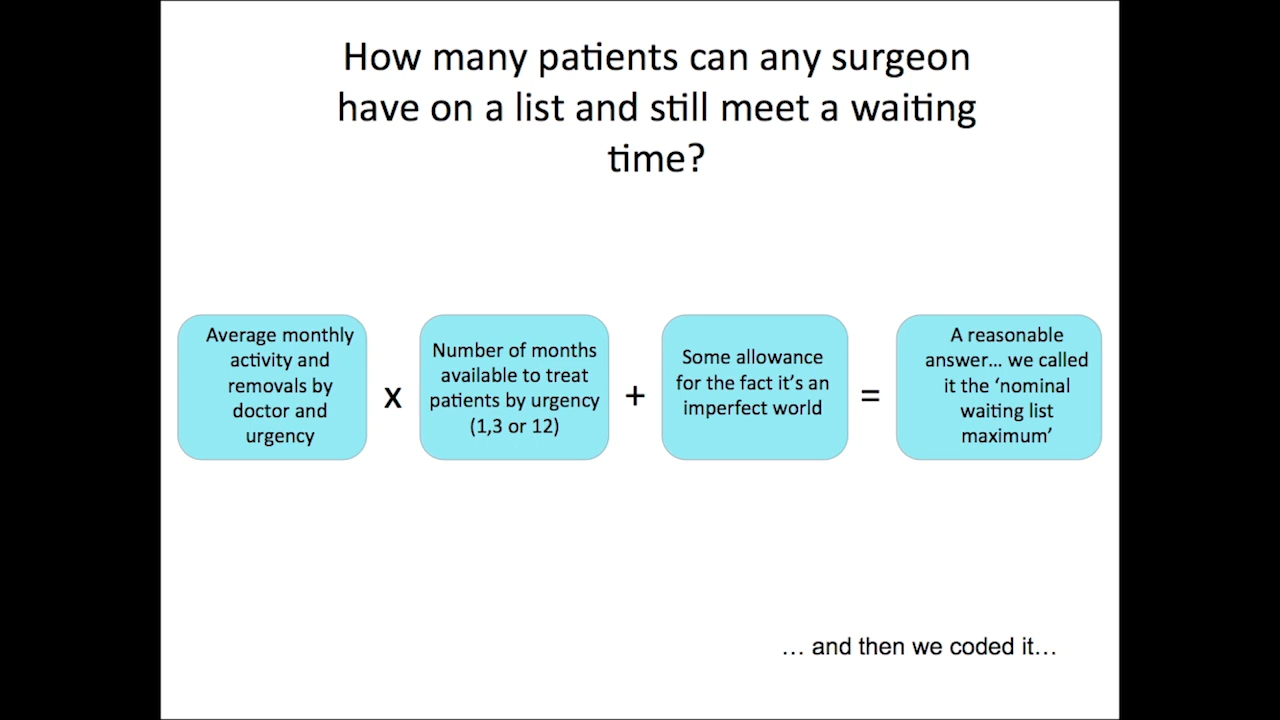 How many patients can any surgeon
have on a list and still meet a waiting
time?
Average monthly
activity and
removals by
doctor and
urgency
x
Number of months
available to treat
patients by urgency
(1,3 or 12)
+
Some allowance
for the fact it's an
imperfect world
=
A reasonable
answer… we called
it the 'nominal
waiting list
maximum'
… and then we coded it…